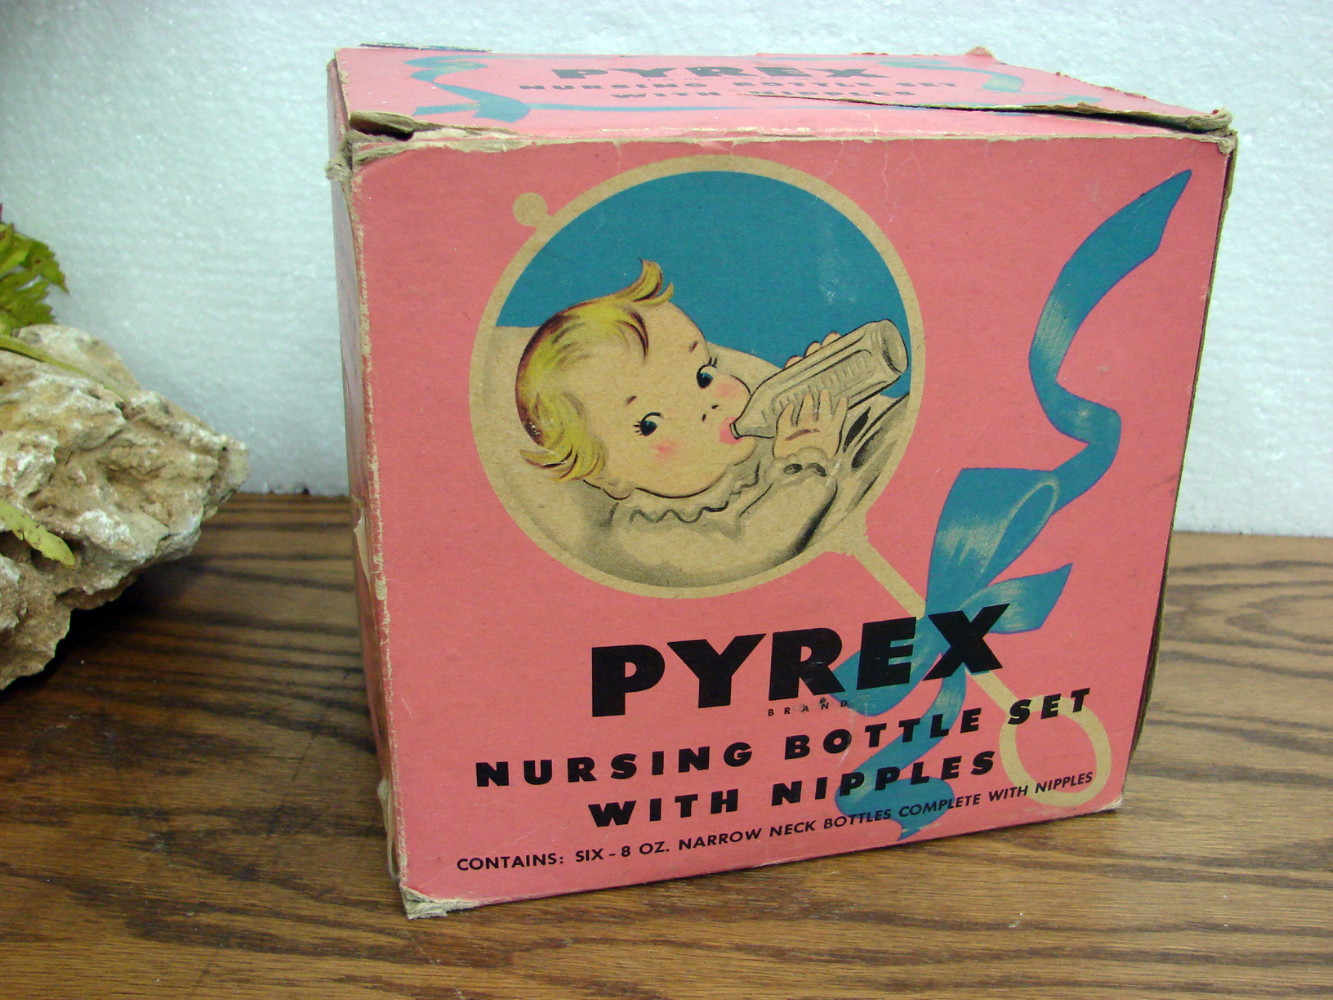 PYREX
NURSING BOTTLE SET
WITH NIPPLES
PYREX
BRAND
NURSING BOTTLE SET
WITH NIPPLES
CONTAINS: SIX - 8 OZ. NARROW NECK BOTTLES COMPLETE WITH NIPPLES